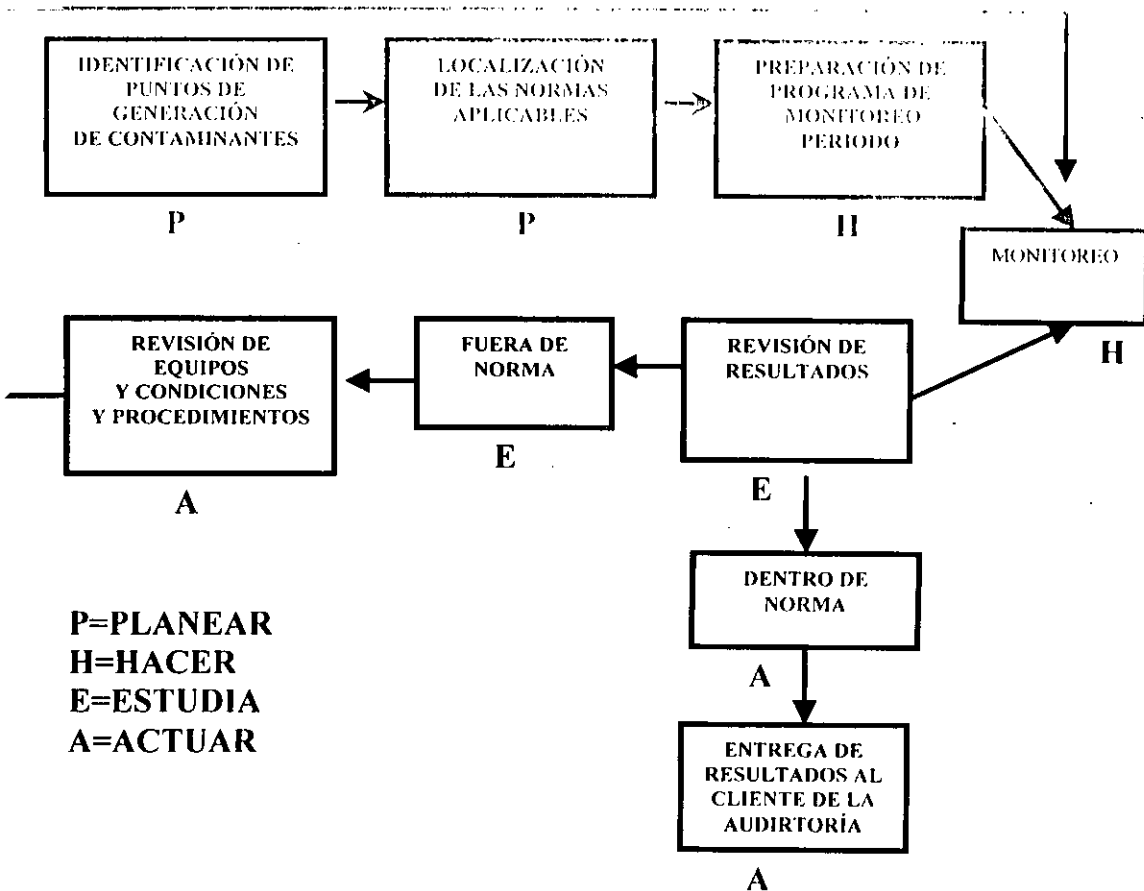 IDENTIFICACIÓN DE
PUNTOS DE
GENERACIÓN
DE CONTAMINANTES
P
LOCALIZACIÓN
DE LAS NORMAS
APLICABLES
P
PREPARACIÓN DE
PROGRAMA DE
MONITOREO
PERIODO
H
MONITOREO
H
REVISIÓN DE
EQUIPOS
Y CONDICIONES
Y PROCEDIMIENTOS
A
FUERA DE
NORMA
E
REVISIÓN DE
RESULTADOS
E
DENTRO DE
NORMA
A
ENTREGA DE
RESULTADOS AL
CLIENTE DE LA
AUDIRTORÍA
A
P=PLANEAR
H=HACER
E=ESTUDIA
A=ACTUAR